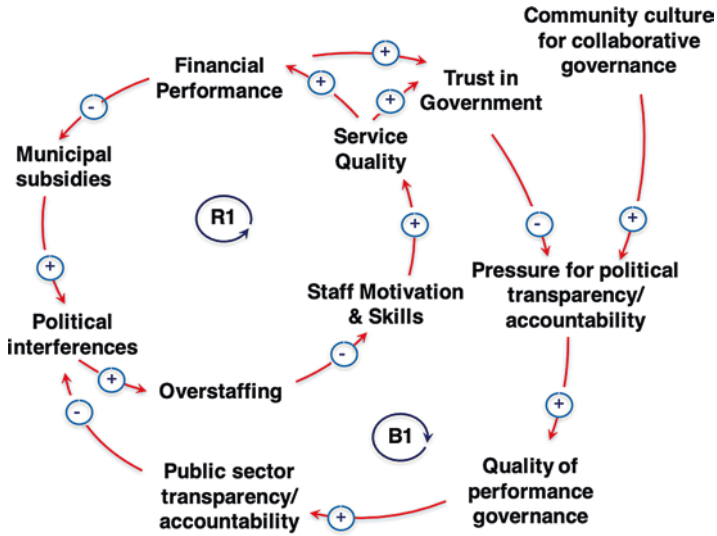 Community culture
for collaborative
governance
+
Financial
Performance
Trust in
Government
+
+
-
Service
Quality
Municipal
subsidies
R1
+
-
+
Pressure for political
transparency/
accountability
+
Staff Motivation
& Skills
Political
interferences
-
+
Overstaffing
+
-
B1
Public sector
transparency/
accountability
Quality of
performance
governance
+